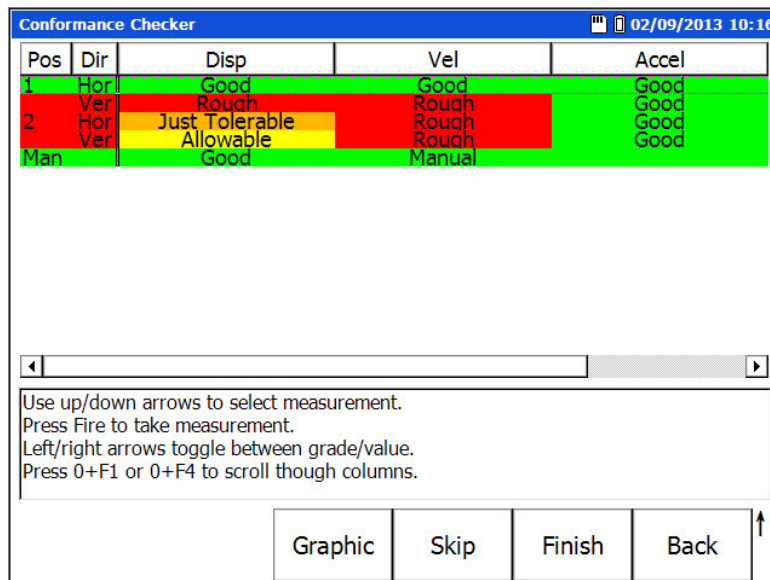 Conformance Checker 02/09/2013 10:16
Pos Dir Disp Vel Accel
1 Hor Good Good Good
Ver Rough Rough Good
2 Hor Just Tolerable Rough Good
Ver Allowable Rough Good
Man Good Manual
Use up/down arrows to select measurement.
Press Fire to take measurement.
Left/right arrows toggle between grade/value.
Press 0+F1 or 0+F4 to scroll though columns.
Graphic Skip Finish Back